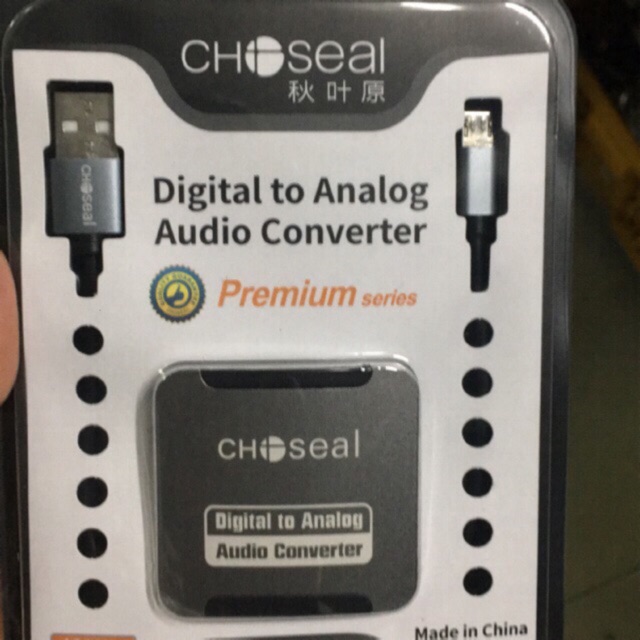 CHOseal
秋叶原
CHOseal
Digital to Analog
Audio Converter
Premium series
CHOseal
Digital to Analog
Audio Converter
Made in China